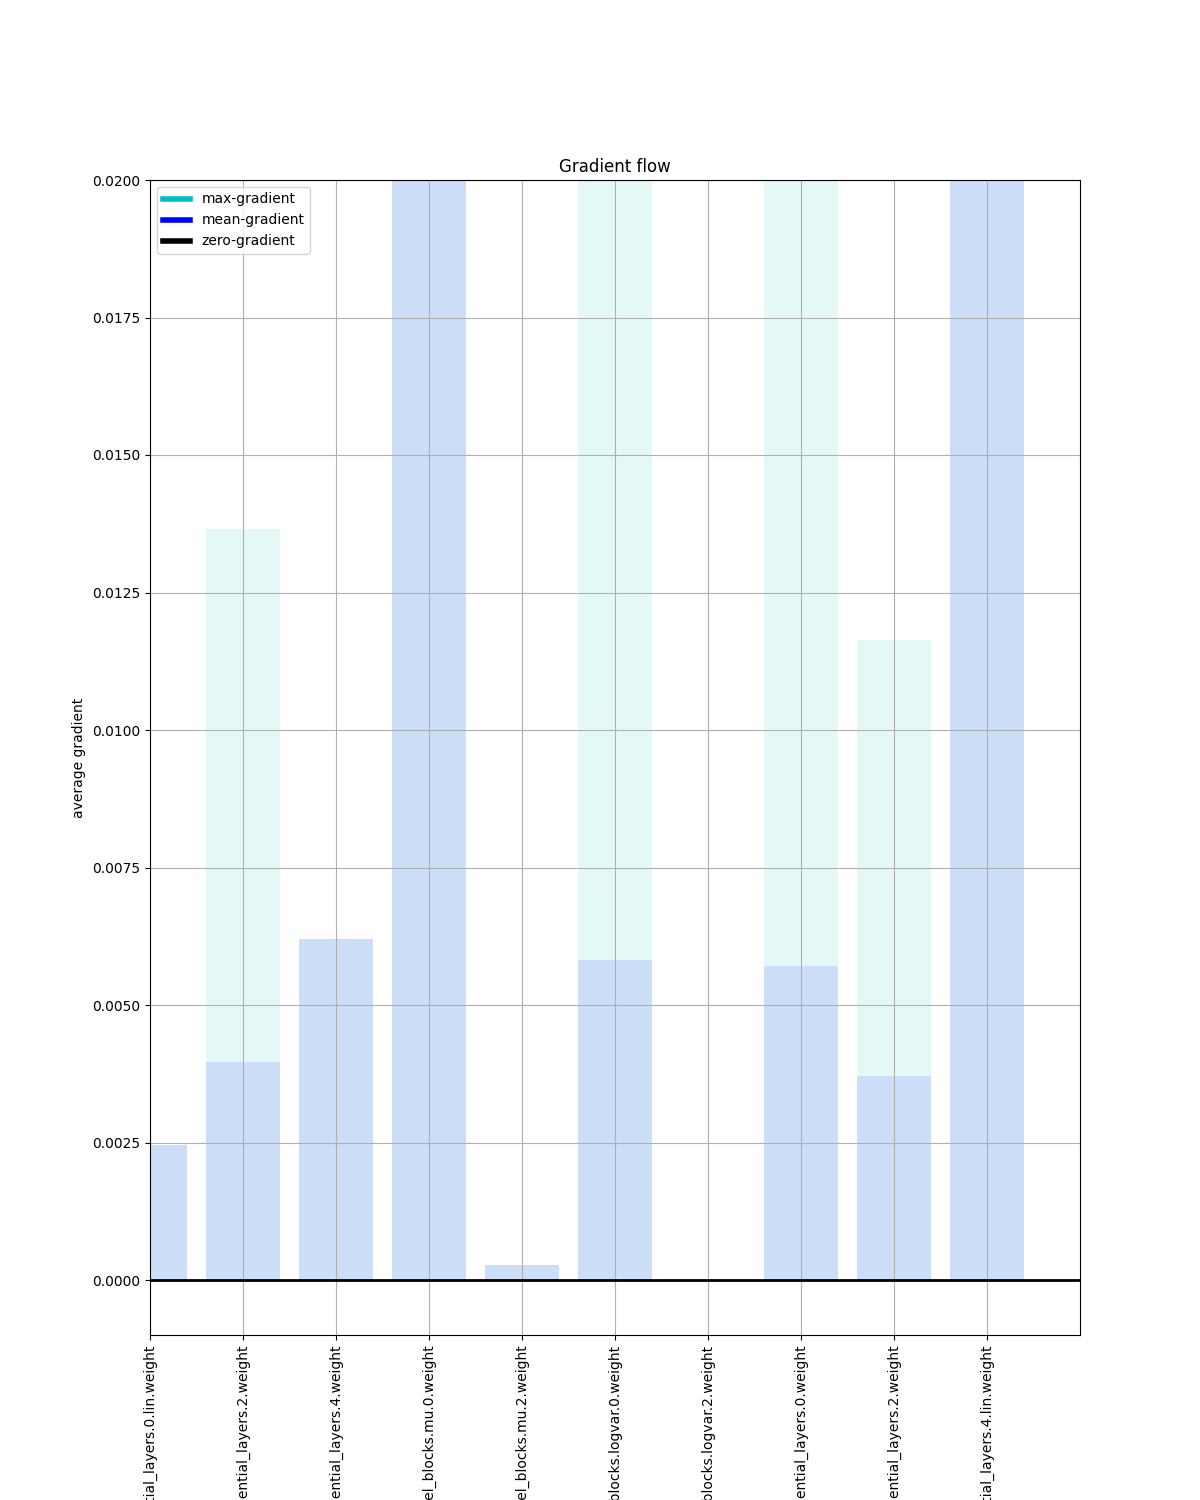 Gradient flow
max-gradient
mean-gradient
zero-gradient
0.0200
0.0175
0.0150
0.0125
0.0100
0.0075
0.0050
0.0025
0.0000
average gradient
tial_layers.0.lin.weight
ential_layers.2.weight
ential_layers.4.weight
el_blocks.mu.0.weight
el_blocks.mu.2.weight
blocks.logvar.0.weight
blocks.logvar.2.weight
ential_layers.0.weight
ential_layers.2.weight
tial_layers.4.lin.weight